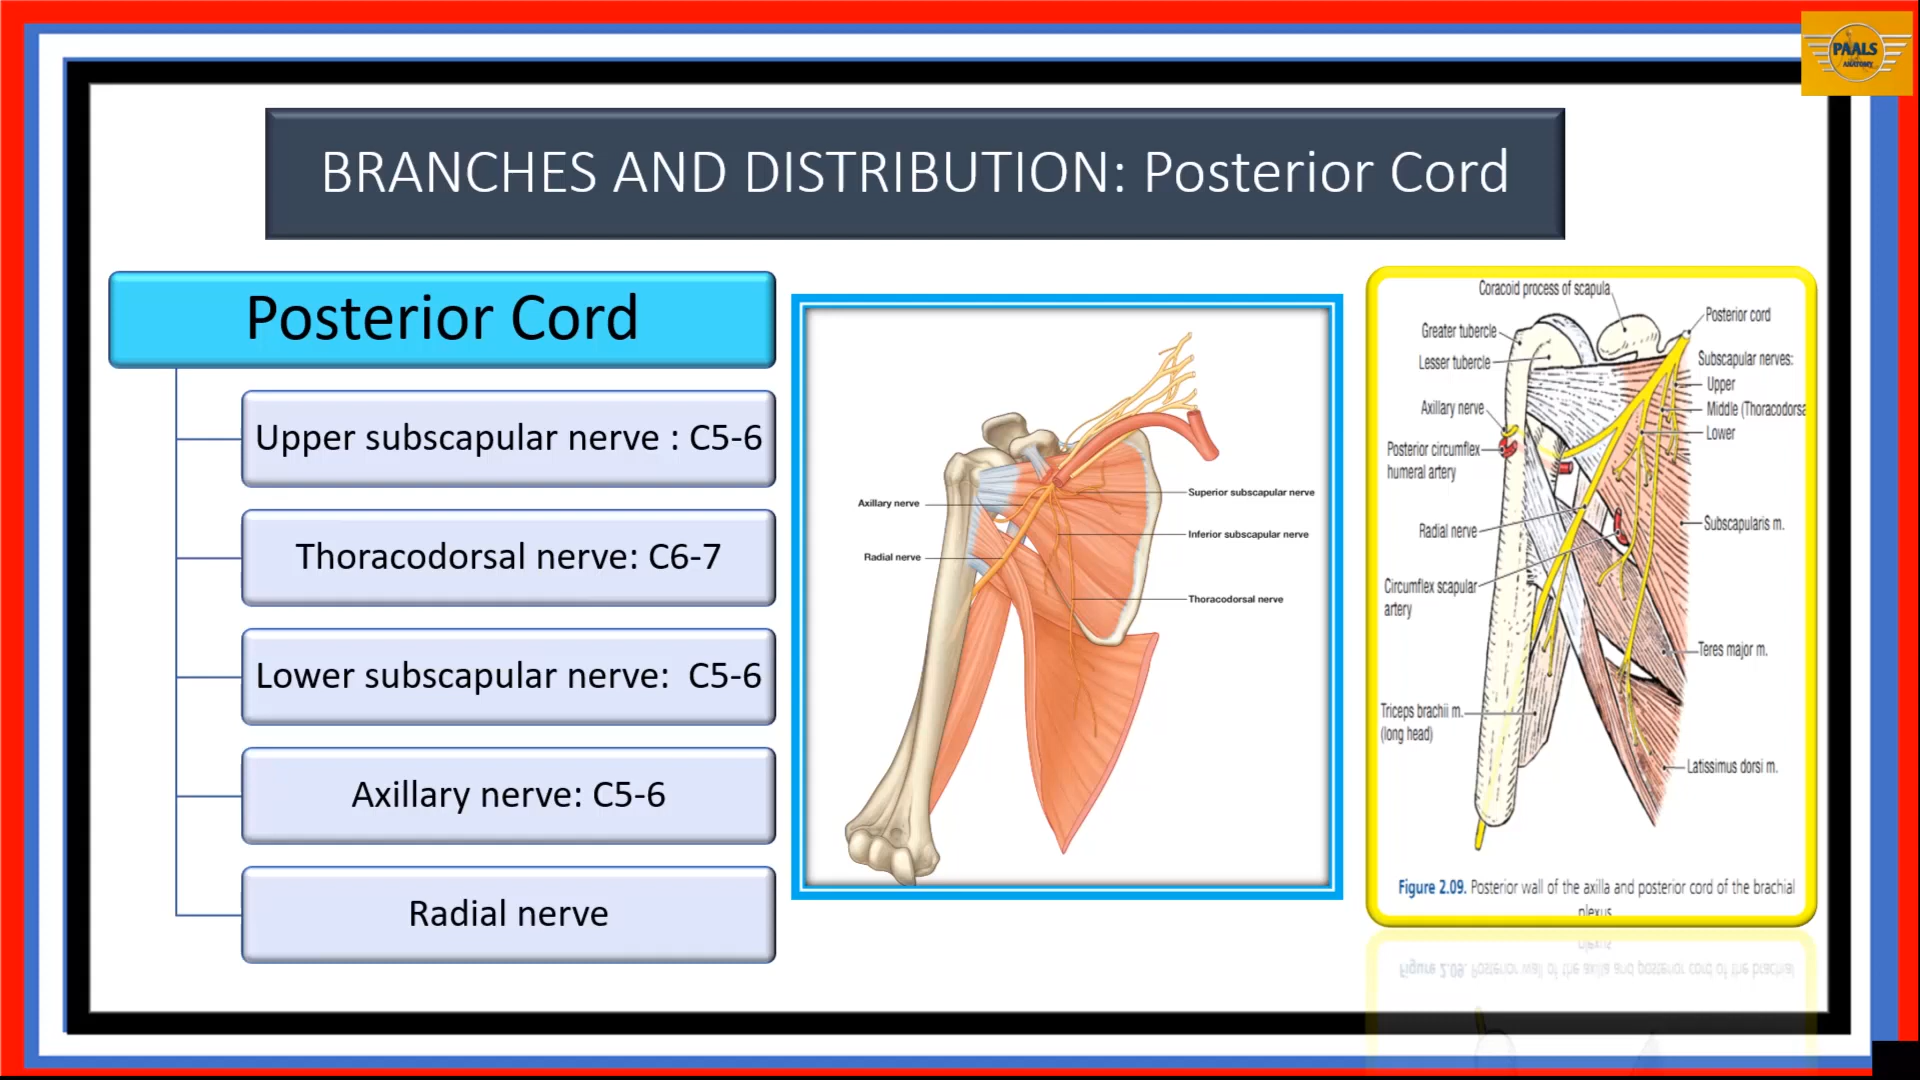 PAALS
ANATOMY
BRANCHES AND DISTRIBUTION: Posterior Cord
Posterior Cord
Upper subscapular nerve : C5-6
Thoracodorsal nerve: C6-7
Lower subscapular nerve:  C5-6
Axillary nerve: C5-6
Radial nerve
Axillary nerve
Radial nerve
Superior subscapular nerve
Inferior subscapular nerve
Thoracodorsal nerve
Coracoid process of scapula
Greater tubercle
Lesser tubercle
Axillary nerve
Posterior circumflex
humeral artery
Radial nerve
Circumflex scapular
artery
Triceps brachii m.
(long head)
Posterior cord
Subscapular nerves:
Upper
Middle (Thoracodorsa
Lower
Subscapularis m.
Teres major m.
Latissimus dorsi m.
Figure 2.09. Posterior wall of the axilla and posterior cord of the brachial
plexus